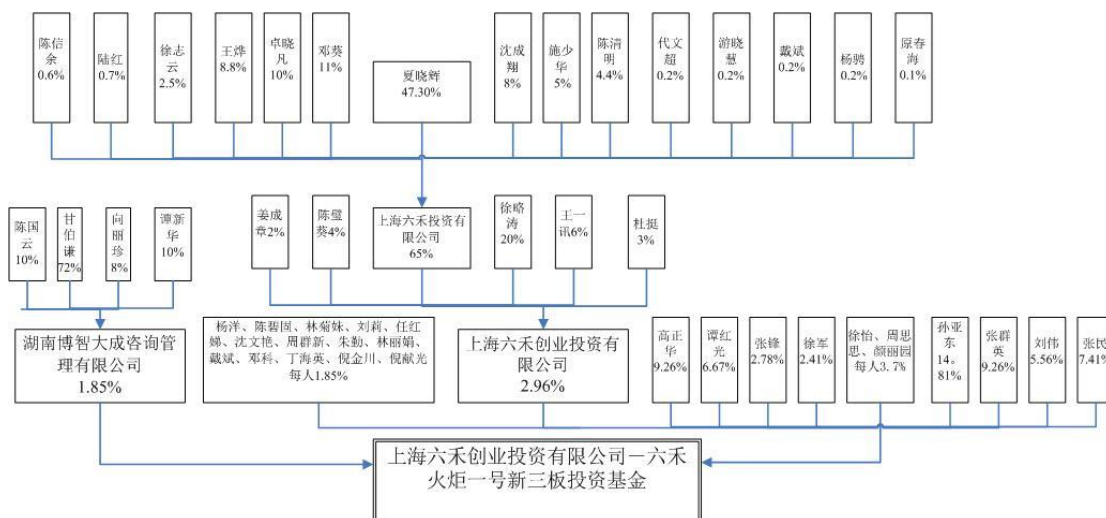 陈信
余
0.6%
陆红
0.7%
徐志
云
2.5%
王烨
8.8%
卓晓
凡
10%
邓葵
11%
夏晓辉
47.30%
沈成
翔
8%
施少
华
5%
陈清
明
4.4%
代文
超
0.2%
游晓
慧
0.2%
戴斌
0.2%
杨骋
0.2%
原春
海
0.1%
陈国
云
10%
甘
伯
谦
72%
向
丽
珍
8%
谭新
华
10%
姜成
章2%
陈璧
葵4%
上海六禾投资有
限公司
65%
徐略
涛
20%
王一
讯6%
杜挺
3%
湖南博智大成咨询管
理有限公司
1.85%
杨洋、陈碧固、林菊妹、刘莉、任红
娣、沈文艳、周群新、朱勤、林丽娟、
戴斌、邓科、丁海英、倪金川、倪献光
每人1.85%
上海六禾创业投资有
限公司
2.96%
高正
华
9.26%
谭红
光
6.67%
张锋
2.78%
徐军
2.41%
徐怡、周思
思、颜丽园
每人3.7%
孙亚
东
14。
81%
张群
英
9.26%
刘伟
5.56%
张民
7.41%
上海六禾创业投资有限公司－六禾
火炬一号新三板投资基金